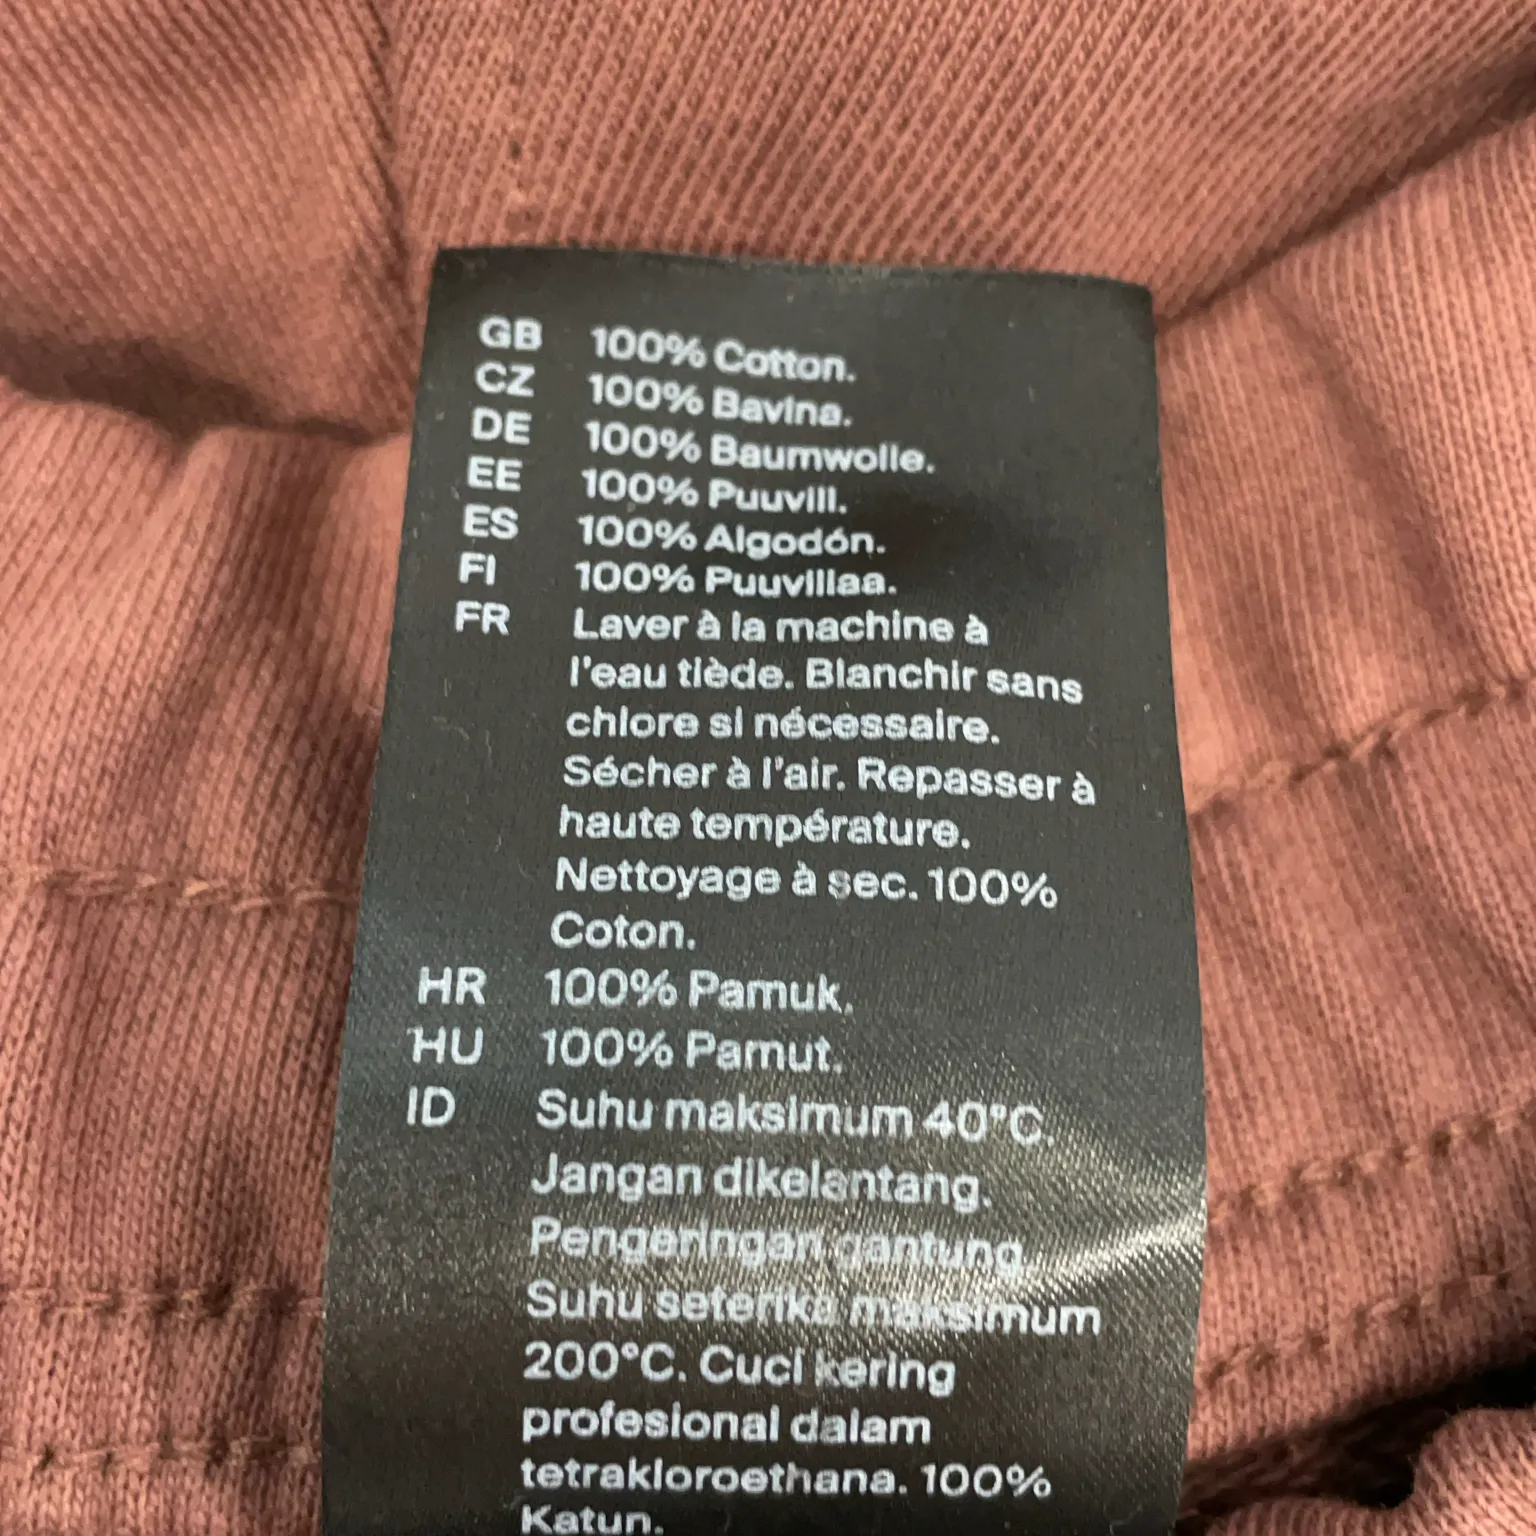 GB 100% Cotton.
CZ 100% Bavlna.
DE 100% Baumwolle.
EE 100% Puuvill.
ES 100% Algodón.
FI 100% Puuvillaa.
FR Laver à la machine à
l'eau tiède. Blanchir sans
chlore si nécessaire.
Sécher à l'air. Repasser à
haute température.
Nettoyage à sec. 100%
Coton.
HR 100% Pamuk.
HU 100% Pamut.
ID Suhu maksimum 40°C.
Jangan dikelantang.
Pengeringan gantung.
Suhu seterika maksimum
200°C. Cuci kering
profesional dalam
tetrakloroethana. 100%
Katun.